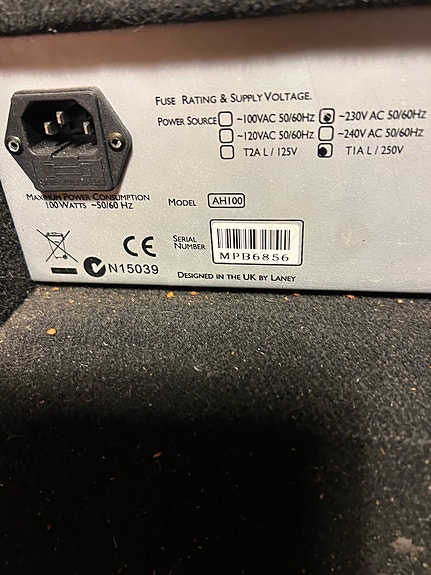 FUSE RATING & SUPPLY VOLTAGE.
POWER SOURCE ~100VAC 50/60Hz ~230V AC 50/60Hz
~120VAC 50/60Hz ~240V AC 50/60Hz
T2A L / 125V T1A L / 250V
MAXIMUM POWER CONSUMPTION
100 WATTS ~50/60 Hz
MODEL AH100
SERIAL
NUMBER
MPB6856
CE
N15039
DESIGNED IN THE UK BY LANEY